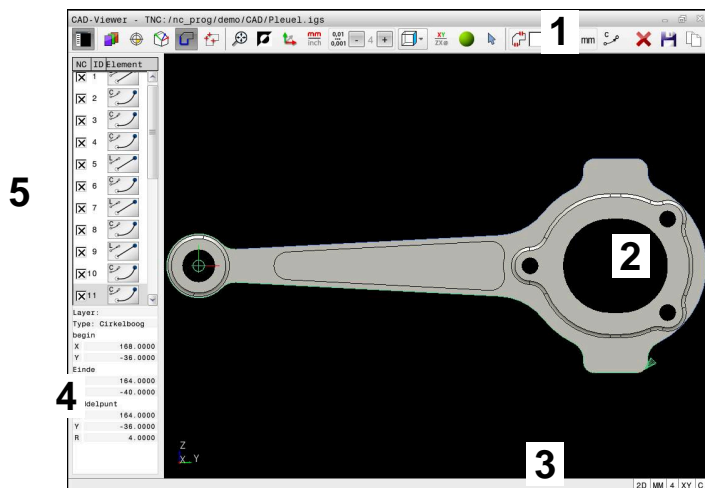 CAD-Viewer - TNC:/nc_prog/demo/CAD/Pleuel.igs
1
mm
inch
0,01
0,001
4
XY
ZXØ
mm
NC ID Element
1 L
2 C
3 C
4 C
5 L
6 C
7 L
8 C
9 L
10 C
11 C
5
2
Layer:
Type: Cirkelboog
begin
X 168.0000
Y -36.0000
Einde
164.0000
-40.0000
4
ddelpunt
164.0000
Y -36.0000
R 4.0000
Z
X Y
3
2D MM 4 XY C